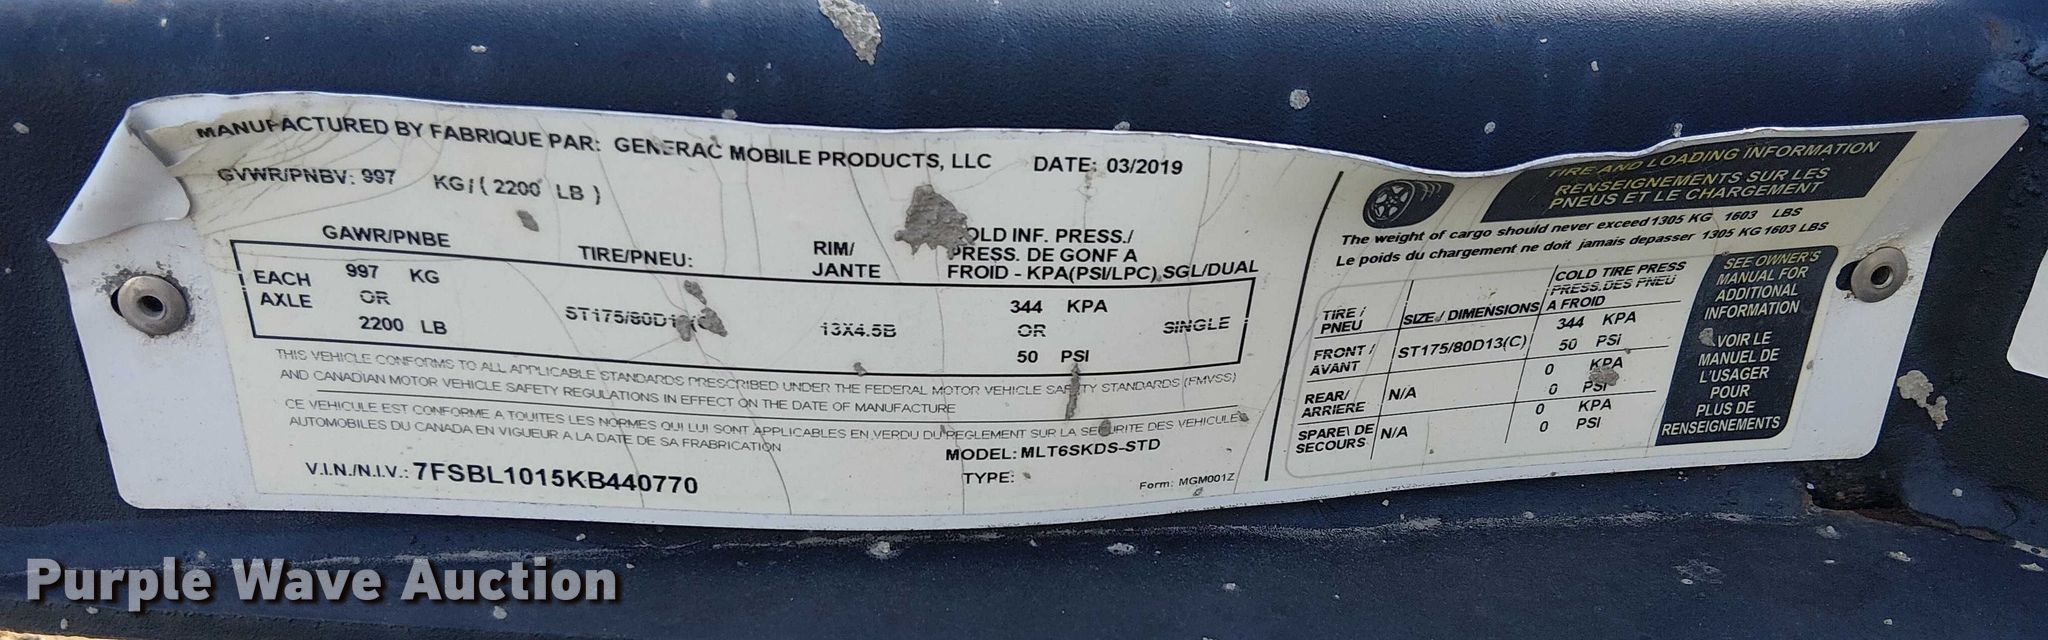 MANUFACTURED BY FABRIQUE PAR: GENERAC MOBILE PRODUCTS, LLC DATE: 03/2019
GVWR/PNBV: 997 KG/(2200 LB)
GAWR/PNBE TIRE/PNEU: RIM/ JANTE COLD INF. PRESS./ PRESS. DE GONF A FROID - KPA(PSI/LPC) SGL/DUAL
EACH AXLE 997 KG OR 2200 LB ST175/80D13(C) 13X4.5B 344 KPA OR 50 PSI SINGLE
THIS VEHICLE CONFORMS TO ALL APPLICABLE STANDARDS PRESCRIBED UNDER THE FEDERAL MOTOR VEHICLE SAFETY STANDARDS (FMVSS)
AND CANADIAN MOTOR VEHICLE SAFETY REGULATIONS IN EFFECT ON THE DATE OF MANUFACTURE
CE VEHICULE EST CONFORME A TOUTES LES NORMES QUI LUI SONT APPLICABLES EN VERDU DU REGLEMENT SUR LA SECURITE DES VEHICULES
AUTOMOBILES DU CANADA EN VIGUEUR A LA DATE DE SA FRABRICATION
MODEL: MLT6SKDS-STD
V.I.N./N.I.V.: 7FSBL1015KB440770
TYPE:
Form: MGM001Z
TIRE AND LOADING INFORMATION
RENSEIGNEMENTS SUR LES
PNEUS ET LE CHARGEMENT
The weight of cargo should never exceed 1305 KG 1603 LBS
Le poids du chargement ne doit jamais depasser 1305 KG 1603 LBS
TIRE / PNEU SIZE / DIMENSIONS COLD TIRE PRESS PRESS.DES PNEU A FROID
FRONT / AVANT ST175/80D13(C) 344 KPA 50 PSI
REAR/ ARRIERE N/A 0 KPA 0 PSI
SPARE\ DE SECOURS N/A 0 KPA 0 PSI
SEE OWNER'S
MANUAL FOR
ADDITIONAL
INFORMATION
VOIR LE
MANUEL DE
L'USAGER
POUR
PLUS DE
RENSEIGNEMENTS
Purple Wave Auction